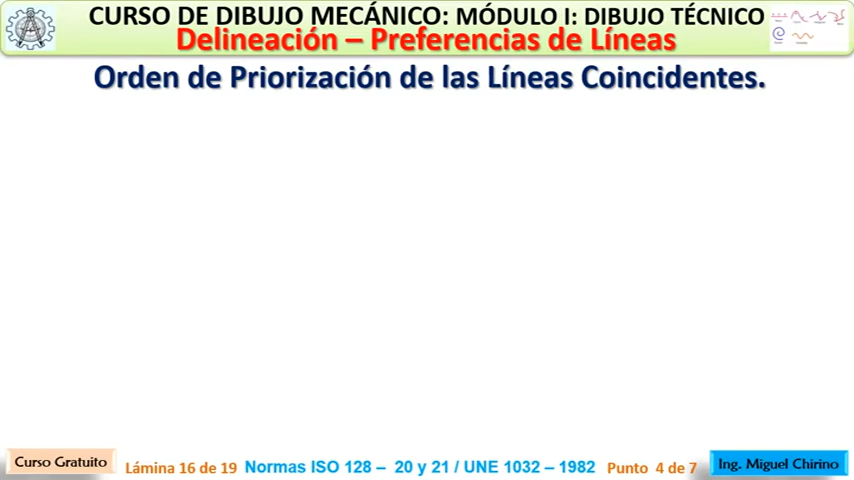 CURSO DE DIBUJO MECÁNICO: MÓDULO I: DIBUJO TÉCNICO
Delineación – Preferencias de Líneas
Orden de Priorización de las Líneas Coincidentes.
Curso Gratuito
Lámina 16 de 19
Normas ISO 128 – 20 y 21 / UNE 1032 – 1982
Punto 4 de 7
Ing. Miguel Chirino